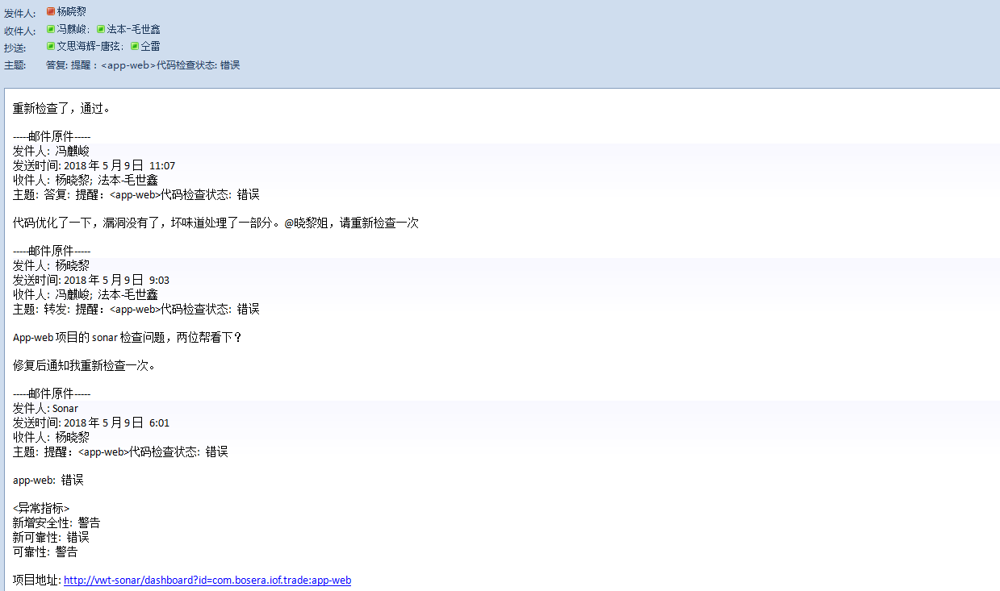 发件人: 杨晓黎
收件人: 冯麒峻; 法本-毛世鑫
抄送: 文思海辉-唐弦; 仝雷
主题: 答复: 提醒：<app-web>代码检查状态: 错误
重新检查了，通过。
-----邮件原件-----
发件人: 冯麒峻
发送时间: 2018 年 5 月 9 日 11:07
收件人: 杨晓黎; 法本-毛世鑫
主题: 答复: 提醒：<app-web>代码检查状态: 错误
代码优化了一下，漏洞没有了，坏味道处理了一部分。@晓黎姐，请重新检查一次
-----邮件原件-----
发件人: 杨晓黎
发送时间: 2018 年 5 月 9 日 9:03
收件人: 冯麒峻; 法本-毛世鑫
主题: 转发: 提醒：<app-web>代码检查状态: 错误
App-web 项目的 sonar 检查问题，两位帮看下？
修复后通知我重新检查一次。
-----邮件原件-----
发件人: Sonar
发送时间: 2018 年 5 月 9 日 6:01
收件人: 杨晓黎
主题: 提醒：<app-web>代码检查状态: 错误
app-web: 错误
<异常指标>
新增安全性: 警告
新可靠性: 错误
可靠性: 警告
项目地址: http://vwt-sonar/dashboard?id=com.bosera.iof.trade:app-web